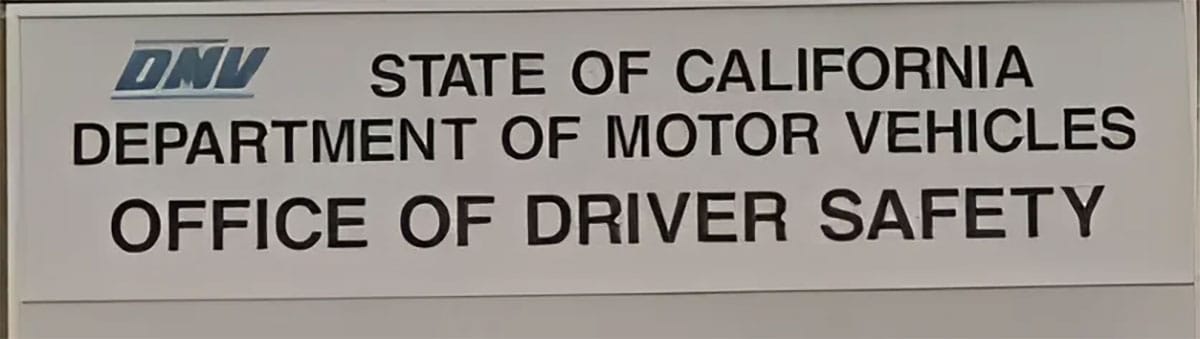 DMV STATE OF CALIFORNIA
DEPARTMENT OF MOTOR VEHICLES
OFFICE OF DRIVER SAFETY